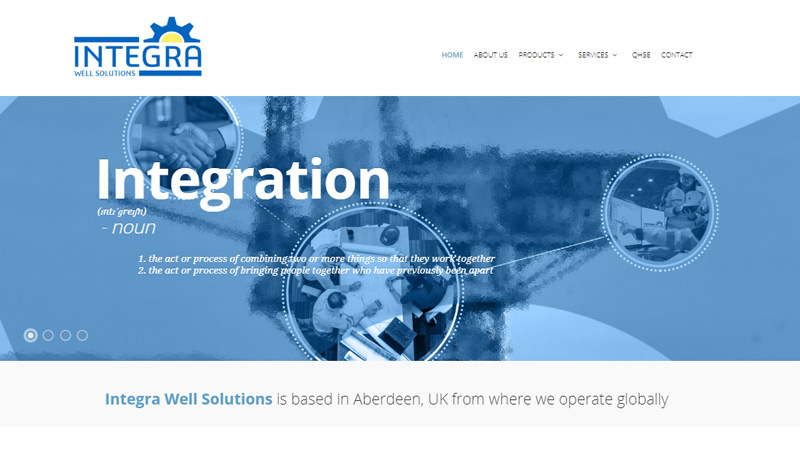 INTEGRA
WELL SOLUTIONS
HOME ABOUT US PRODUCTS SERVICES QHSE CONTACT
Integration
(ɪntɪˈɡreɪʃn)
- noun
1. the act or process of combining two or more things so that they work together
2. the act or process of bringing people together who have previously been apart
Integra Well Solutions is based in Aberdeen, UK from where we operate globally